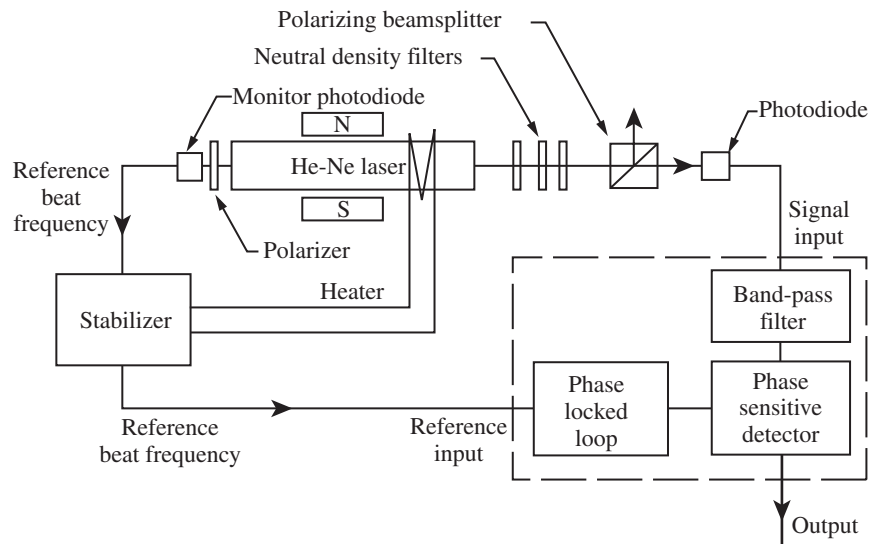 Polarizing beamsplitter
Neutral density filters
Monitor photodiode
Photodiode
N
He-Ne laser
S
Reference
beat
frequency
Polarizer
Signal
input
Heater
Stabilizer
Band-pass
filter
Phase
locked
loop
Phase
sensitive
detector
Reference
beat frequency
Reference
input
Output